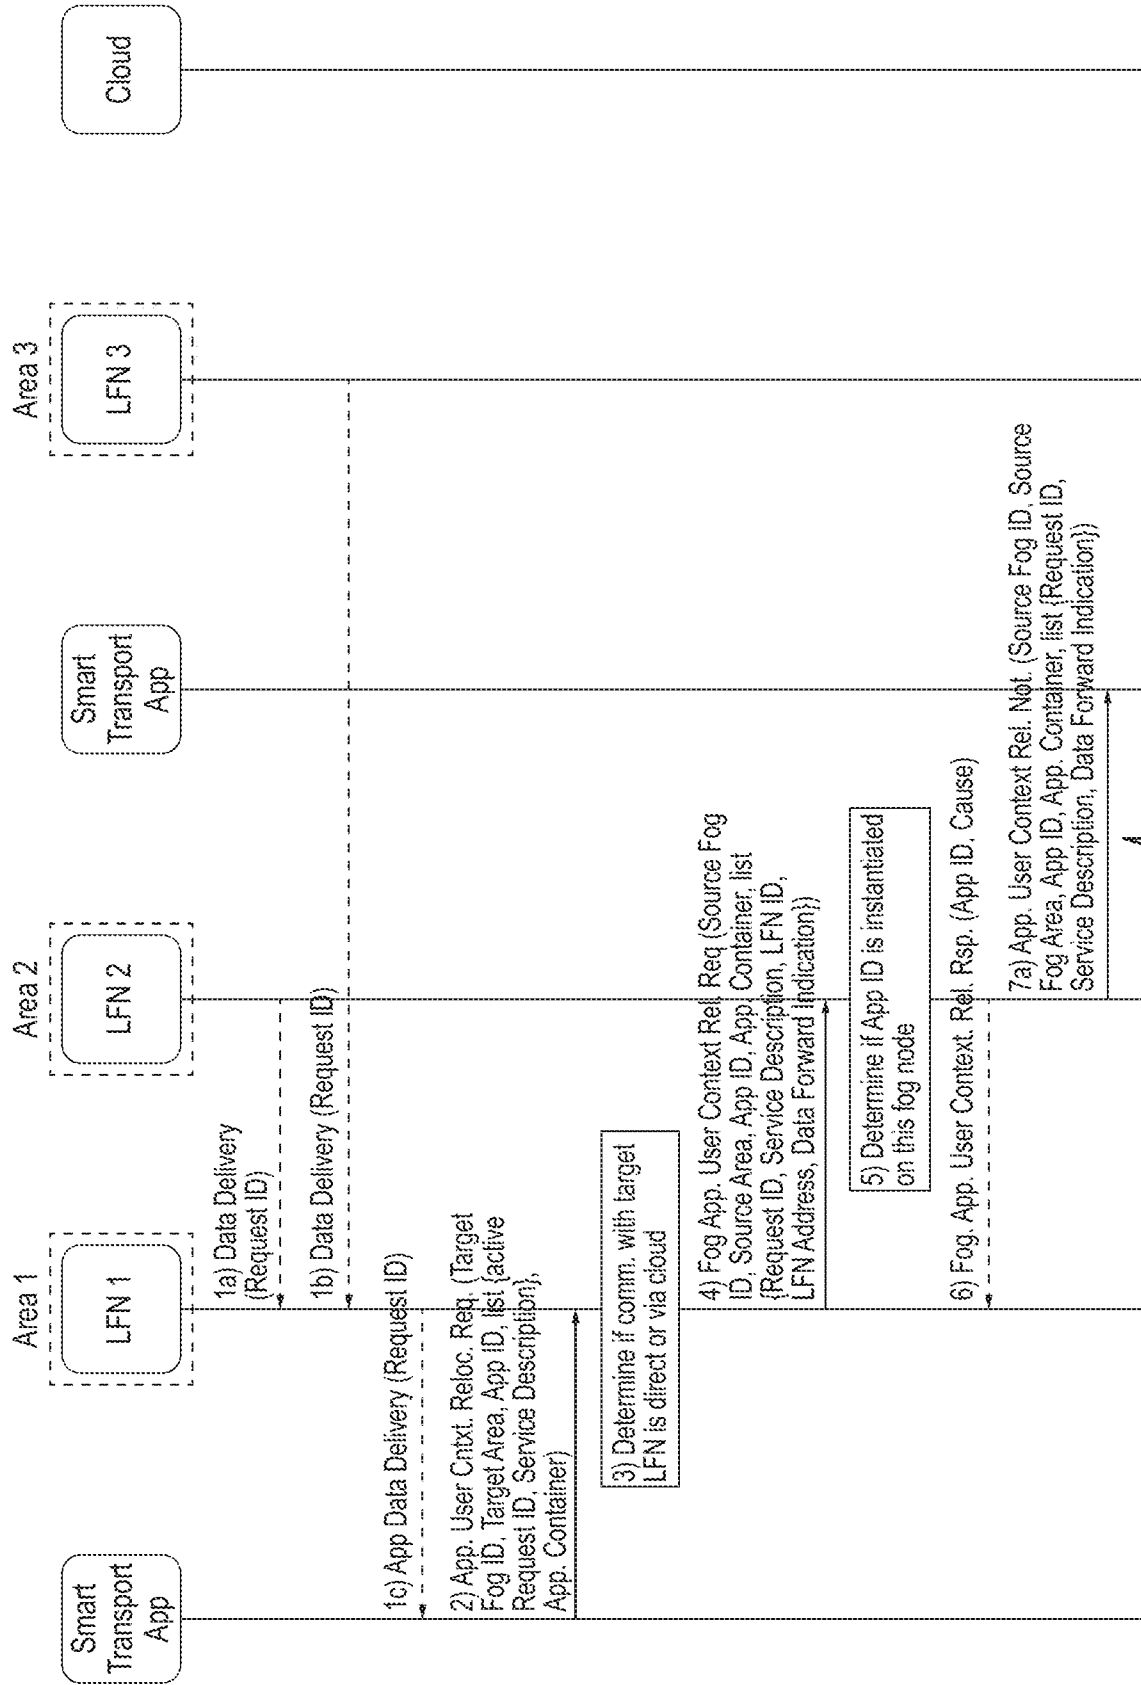 Smart
Transport
App
Area 1
LFN 1
Area 2
LFN 2
Smart
Transport
App
Area 3
LFN 3
Cloud
1a) Data Delivery
(Request ID)
1b) Data Delivery (Request ID)
1c) App Data Delivery (Request ID)
2) App. User Cntxt. Reloc. Req. (Target
Fog ID, Target Area, App ID, list {active
Request ID, Service Description},
App. Container)
3) Determine if comm. with target
LFN is direct or via cloud
4) Fog App. User Context Rel. Req (Source Fog
ID, Source Area, App ID, App. Container, list
{Request ID, Service Description, LFN ID,
LFN Address, Data Forward Indication})
5) Determine if App ID is instantiated
on this fog node
6) Fog. App. User Context. Rel. Rsp. (App ID, Cause)
7a) App. User Context Rel. Not. (Source Fog ID, Source
Fog Area, App ID, App. Container, list {Request ID,
Service Description, Data Forward Indication})